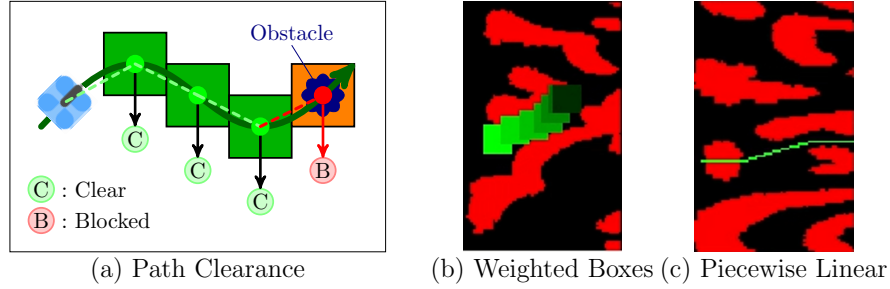 Obstacle
C
C
C
B
C : Clear
B : Blocked
(a) Path Clearance
(b) Weighted Boxes
(c) Piecewise Linear